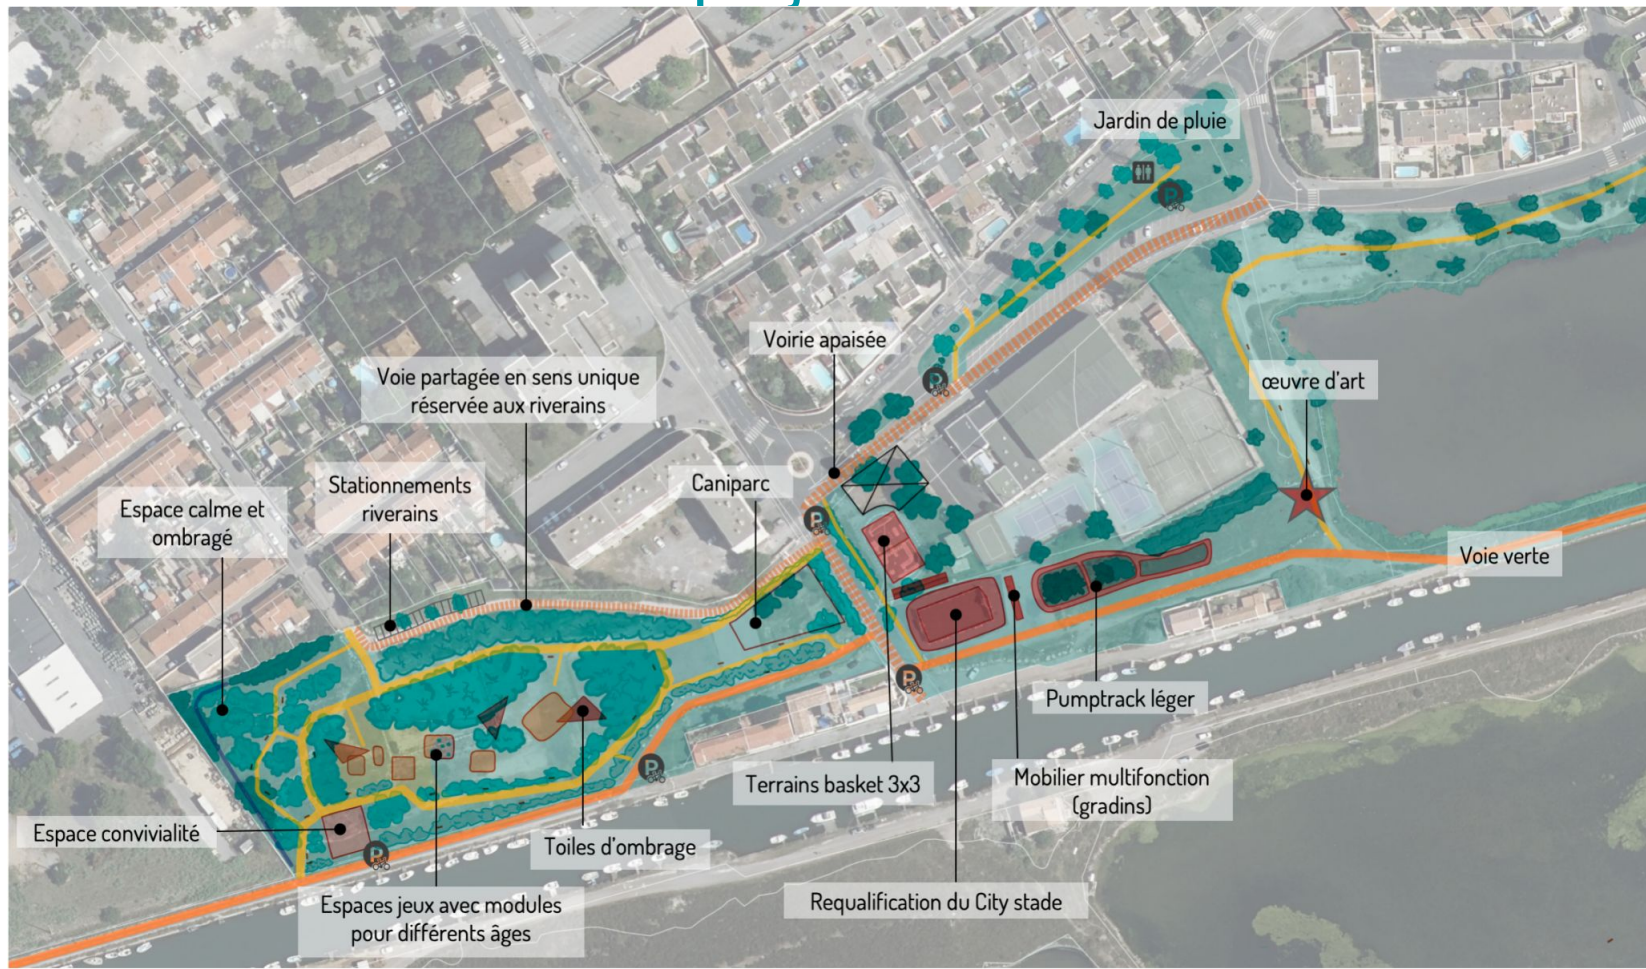 Jardin de pluie
Voirie apaisée
Voie partagée en sens unique
réservée aux riverains
œuvre d'art
Stationnements
riverains
Caniparc
Espace calme et
ombragé
Voie verte
Pumptrack léger
Terrains basket 3x3
Mobilier multifonction
(gradins)
Espace convivialité
Toiles d'ombrage
Requalification du City stade
Espaces jeux avec modules
pour différents âges
P
P
P
P
P
P